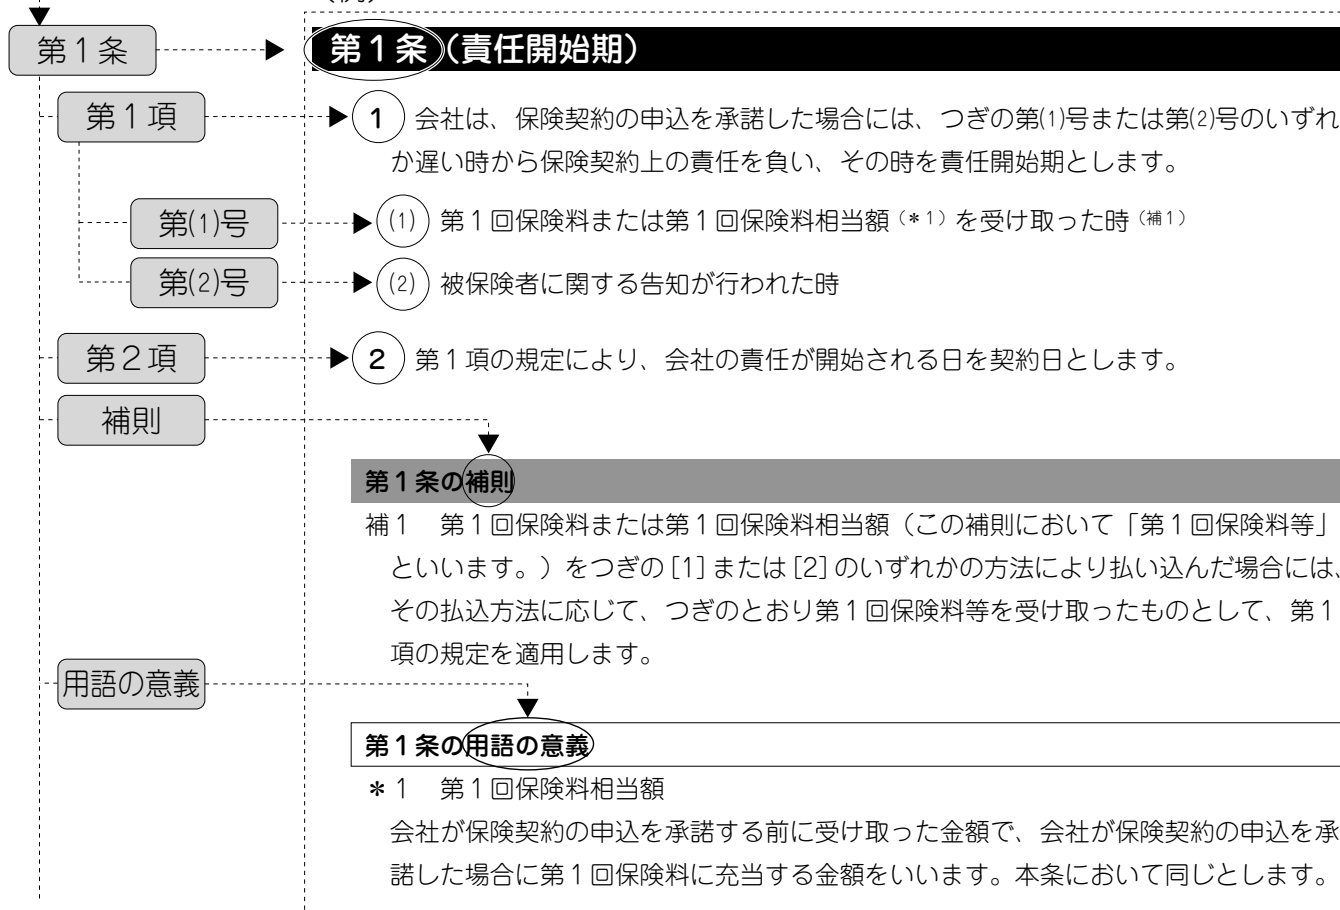 第1条
第1条(責任開始期)
第1項
1 会社は、保険契約の申込を承諾した場合には、つぎの第(1)号または第(2)号のいずれ
か遅い時から保険契約上の責任を負い、その時を責任開始期とします。
第(1)号
(1) 第1回保険料または第1回保険料相当額(*1)を受け取った時(補1)
第(2)号
(2) 被保険者に関する告知が行われた時
第2項
2 第1項の規定により、会社の責任が開始される日を契約日とします。
補則
第1条の補則
補1 第1回保険料または第1回保険料相当額(この補則において「第1回保険料等」
といいます。)をつぎの[1]または[2]のいずれかの方法により払い込んだ場合には、
その払込方法に応じて、つぎのとおり第1回保険料等を受け取ったものとして、第1
項の規定を適用します。
用語の意義
第1条の用語の意義
*1 第1回保険料相当額
会社が保険契約の申込を承諾する前に受け取った金額で、会社が保険契約の申込を承
諾した場合に第1回保険料に充当する金額をいいます。本条において同じとします。